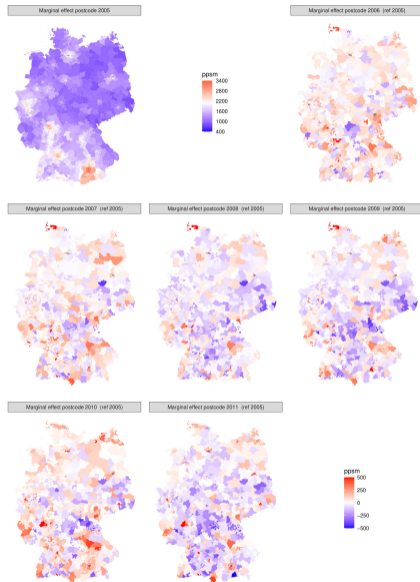 Marginal effect postcode 2005
Marginal effect postcode 2006 (ref 2005)
ppsm
3400
2800
2200
1600
1000
400
Marginal effect postcode 2007 (ref 2005)
Marginal effect postcode 2008 (ref 2005)
Marginal effect postcode 2009 (ref 2005)
Marginal effect postcode 2010 (ref 2005)
Marginal effect postcode 2011 (ref 2005)
ppsm
500
250
0
−250
−500